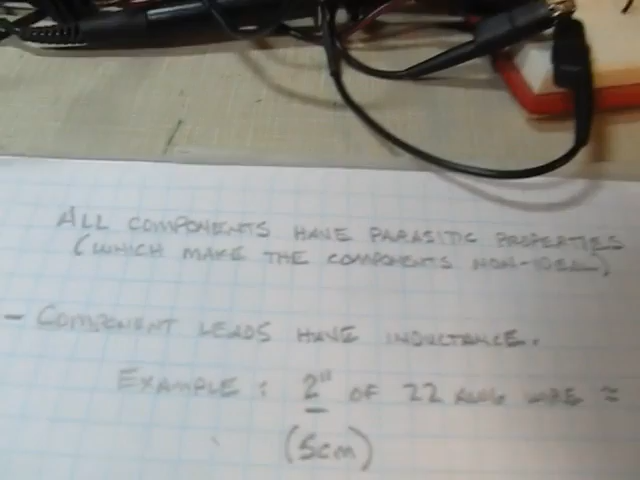 ALL COMPONENTS HAVE PARASITIC PROPERTIES
(WHICH MAKE THE COMPONENTS NON-IDEAL)
- COMPONENT LEADS HAVE INDUCTANCE.
EXAMPLE : 2" OF 22 AWG WIRE ≈
(5cm)